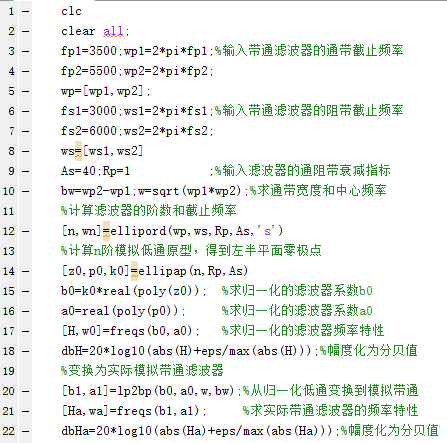 1 — clc
2 — clear all;
3 — fp1=3500;wp1=2*pi*fp1;%输入带通滤波器的通带截止频率
4 — fp2=5500;wp2=2*pi*fp2;
5 — wp=[wp1,wp2];
6 — fs1=3000;ws1=2*pi*fs1;%输入带通滤波器的阻带截止频率
7 — fs2=6000;ws2=2*pi*fs2;
8 — ws=[ws1,ws2]
9 — As=40;Rp=1 ;%输入滤波器的通阻带衰减指标
10 — bw=wp2-wp1;w=sqrt(wp1*wp2);%求通带宽度和中心频率
11 %计算滤波器的阶数和截止频率
12 — [n,wn]=ellipord(wp,ws,Rp,As,'s')
13 %计算n阶模拟低通原型，得到左半平面零极点
14 — [z0,p0,k0]=ellipap(n,Rp,As)
15 — b0=k0*real(poly(z0)); %求归一化的滤波器系数b0
16 — a0=real(poly(p0)); %求归一化的滤波器系数a0
17 — [H,w0]=freqs(b0,a0); %求归一化的滤波器频率特性
18 — dbH=20*log10(abs(H)+eps/max(abs(H)));%幅度化为分贝值
19 %变换为实际模拟带通滤波器
20 — [b1,a1]=lp2bp(b0,a0,w,bw);%从归一化低通变换到模拟带通
21 — [Ha,wa]=freqs(b1,a1); %求实际带通滤波器的频率特性
22 — dbHa=20*log10(abs(Ha)+eps/max(abs(Ha)));%幅度化为分贝值